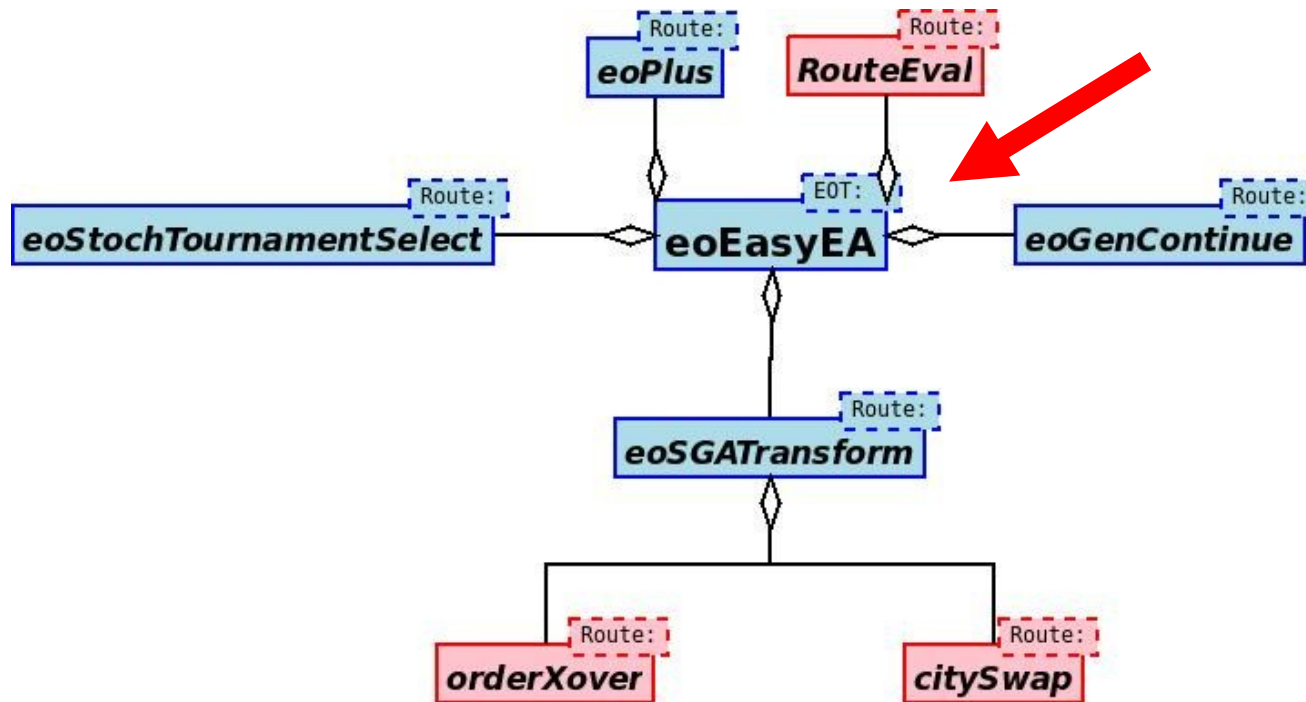 Route:
eoPlus
Route:
RouteEval
Route:
eoStochTournamentSelect
EOT:
eoEasyEA
Route:
eoGenContinue
Route:
eoSGATransform
Route:
orderXover
Route:
citySwap